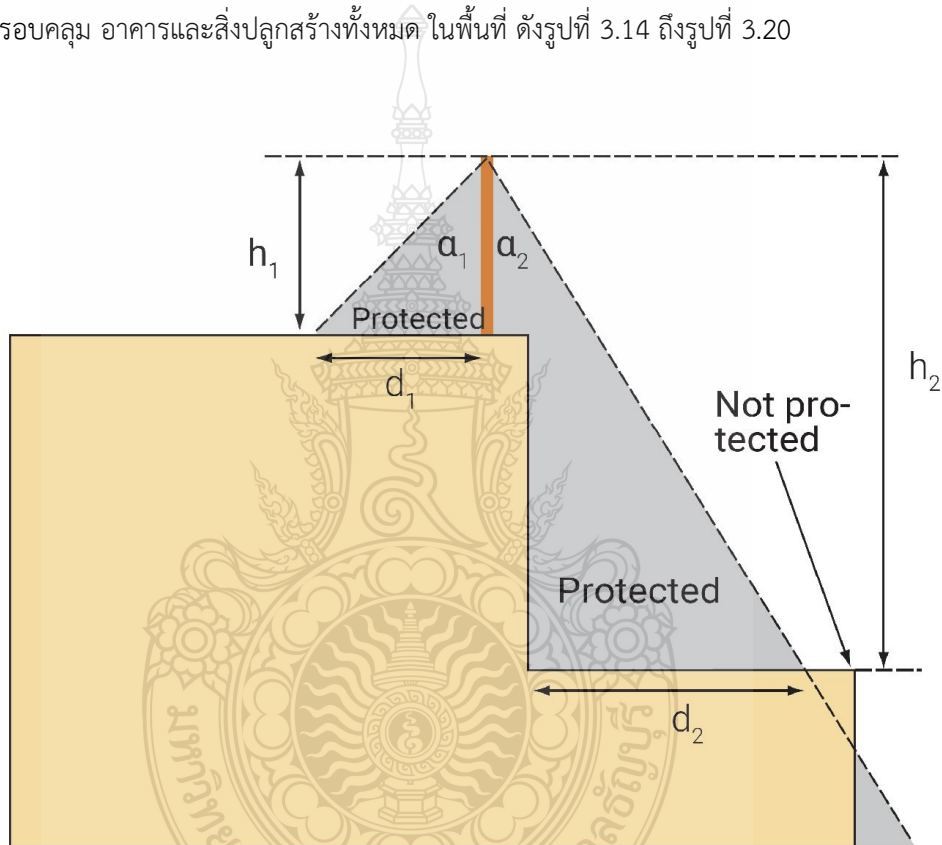 รอบคลุม อาคารและสิ่งปลูกสร้างทั้งหมด ในพื้นที่ ดังรูปที่ 3.14 ถึงรูปที่ 3.20
h₁
α₁ α₂
Protected
d₁
h₂
Not pro-
tected
Protected
d₂